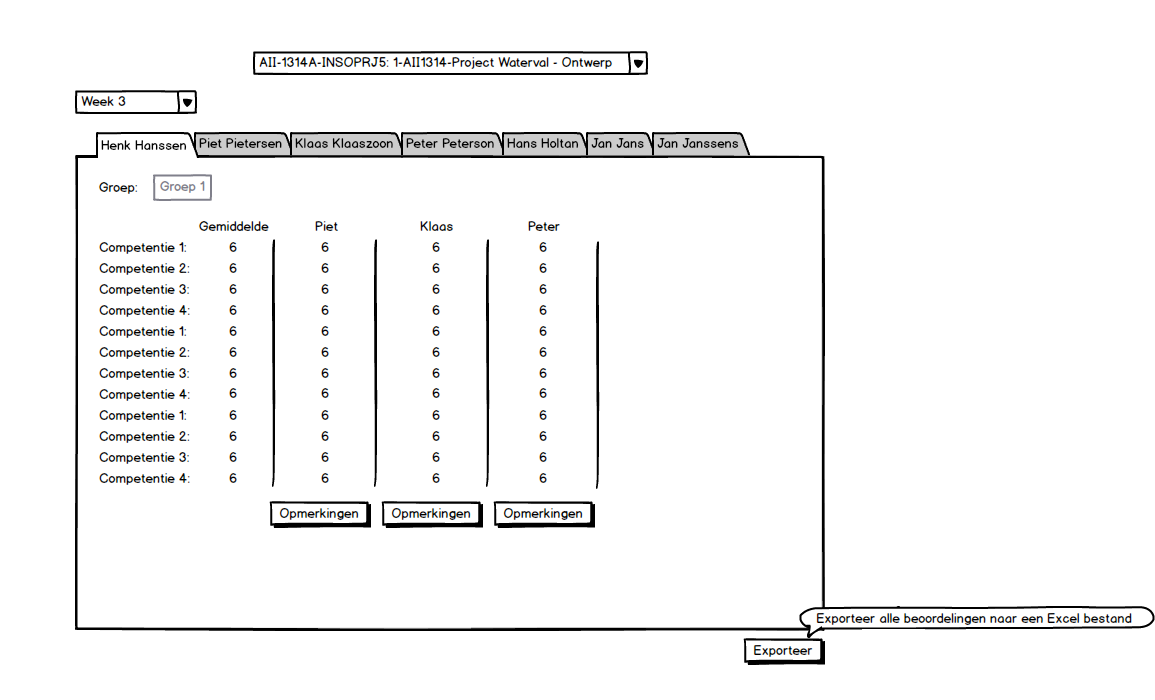 AII-1314A-INSOPRJ5: 1-AII1314-Project Waterval - Ontwerp
Week 3
Henk Hanssen Piet Pietersen Klaas Klaaszoon Peter Peterson Hans Holtan Jan Jans Jan Janssens
Groep: Groep 1
Gemiddelde Piet Klaas Peter
Competentie 1: 6 6 6 6
Competentie 2: 6 6 6 6
Competentie 3: 6 6 6 6
Competentie 4: 6 6 6 6
Competentie 1: 6 6 6 6
Competentie 2: 6 6 6 6
Competentie 3: 6 6 6 6
Competentie 4: 6 6 6 6
Competentie 1: 6 6 6 6
Competentie 2: 6 6 6 6
Competentie 3: 6 6 6 6
Competentie 4: 6 6 6 6
Opmerkingen Opmerkingen Opmerkingen
Exporteer alle beoordelingen naar een Excel bestand
Exporteer